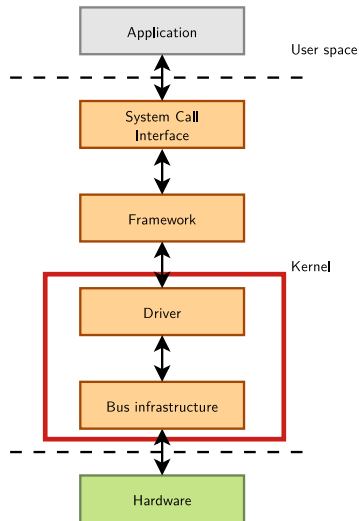 Application
User space
System Call
Interface
Framework
Kernel
Driver
Bus infrastructure
Hardware